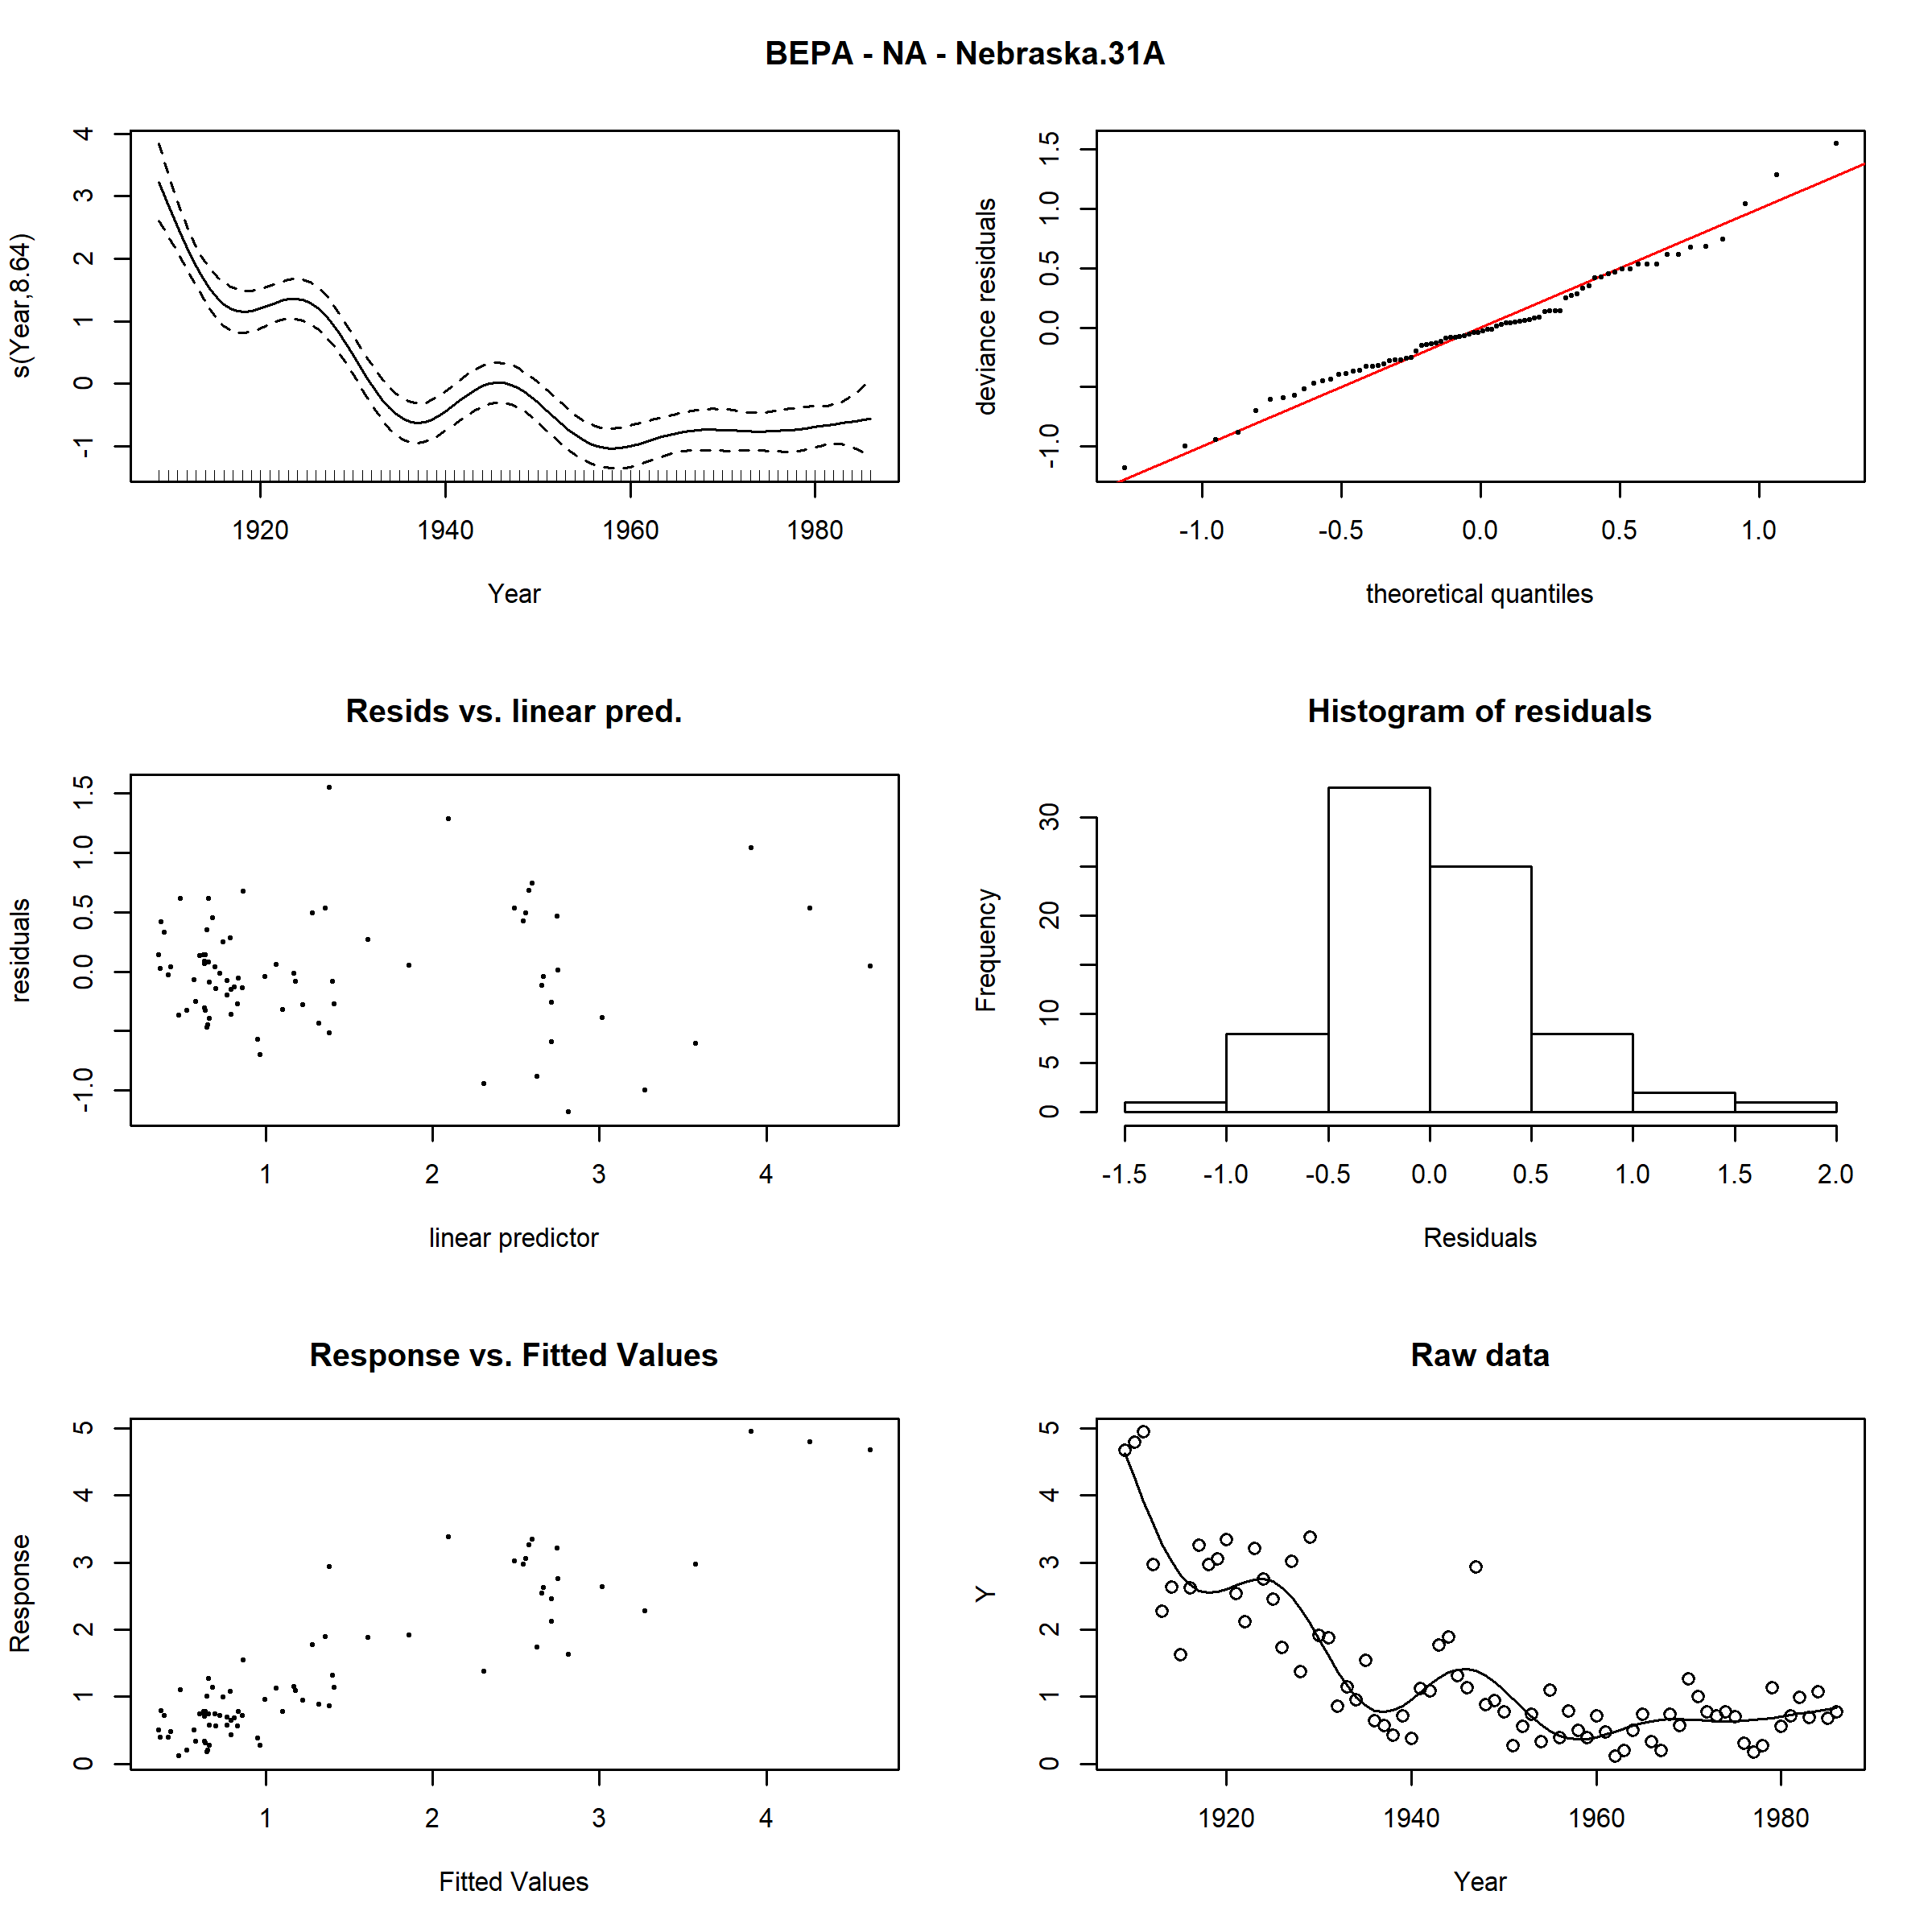 BEPA - NA - Nebraska.31A
s(Year,8.64)
4
3
2
1
0
-1
1920 1940 1960 1980
Year
deviance residuals
1.5
1.0
0.5
0.0
-1.0
-1.0 -0.5 0.0 0.5 1.0
theoretical quantiles
Resids vs. linear pred.
residuals
1.5
1.0
0.5
0.0
-1.0
1 2 3 4
linear predictor
Histogram of residuals
Frequency
30
20
10
5
0
-1.5 -1.0 -0.5 0.0 0.5 1.0 1.5 2.0
Residuals
Response vs. Fitted Values
Response
5
4
3
2
1
0
1 2 3 4
Fitted Values
Raw data
Y
5
4
3
2
1
0
1920 1940 1960 1980
Year